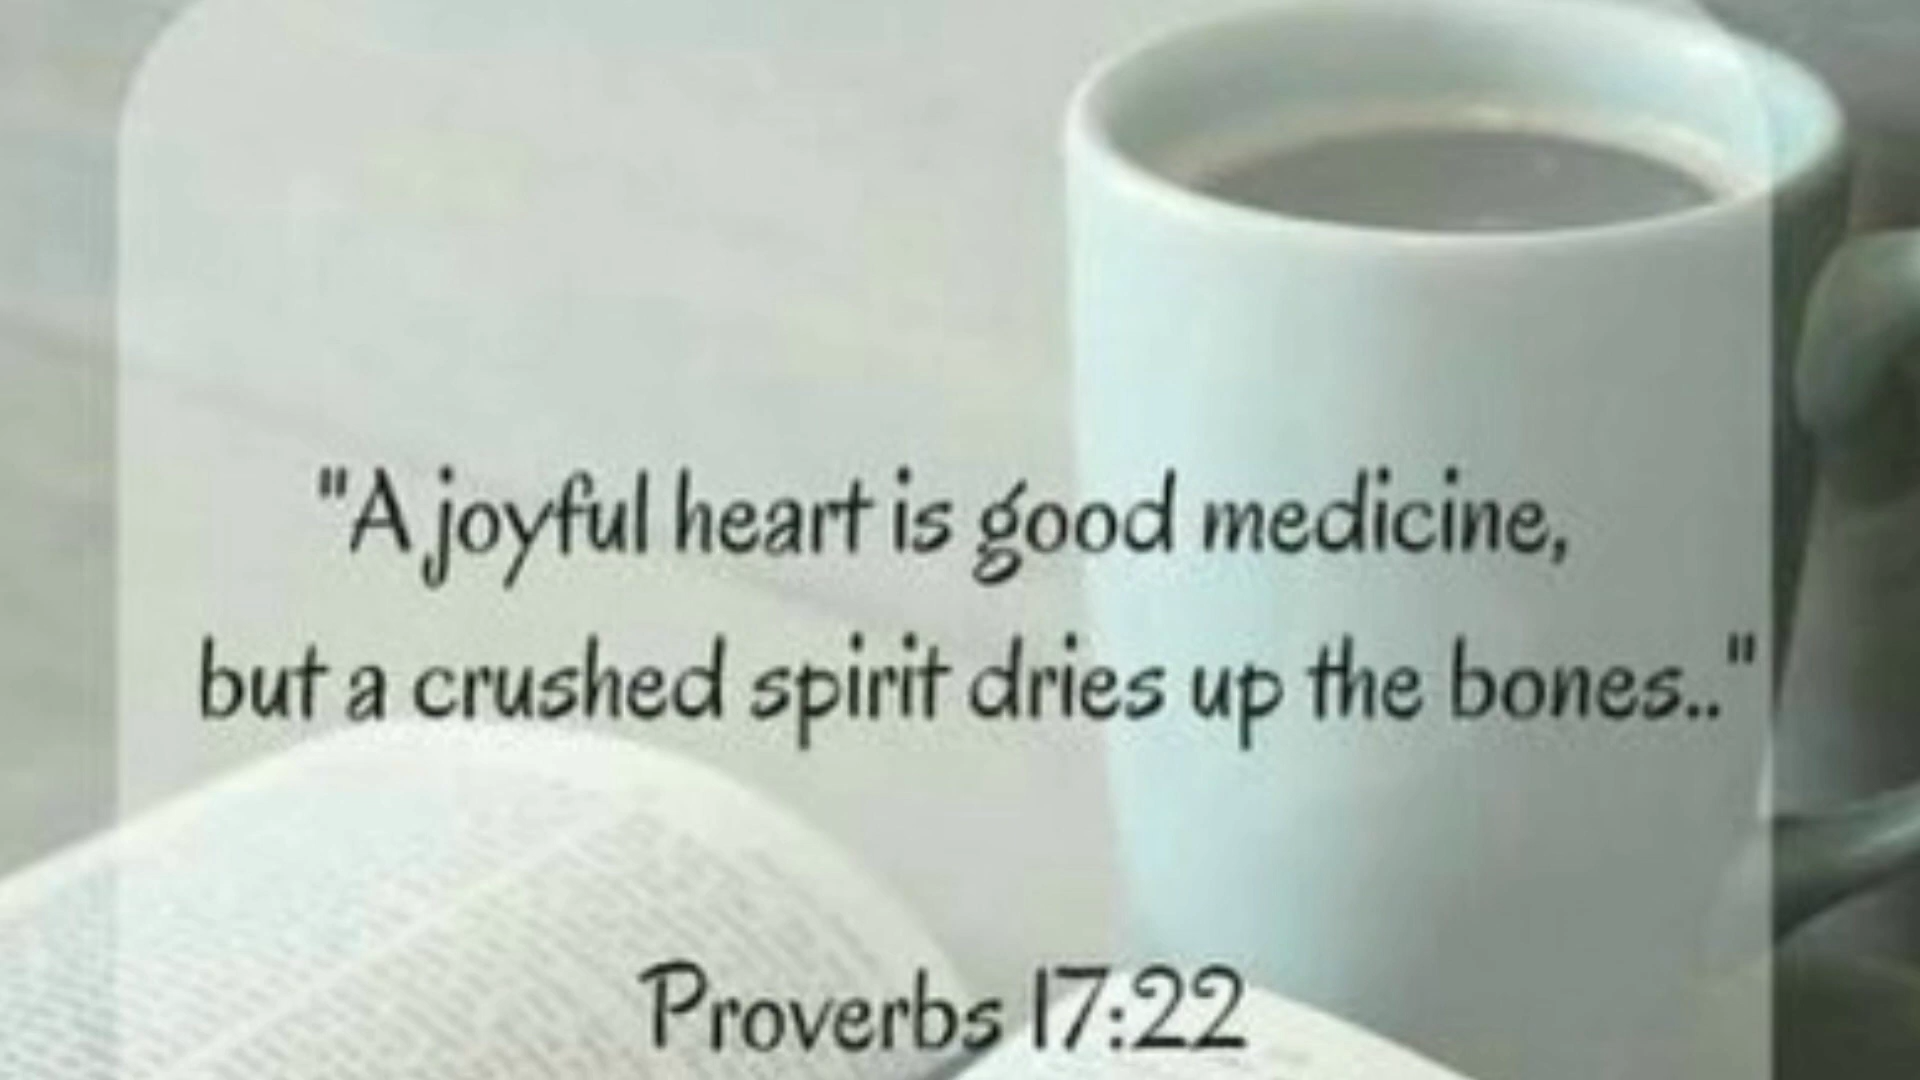 "A joyful heart is good medicine,
but a crushed spirit dries up the bones.."
Proverbs 17:22